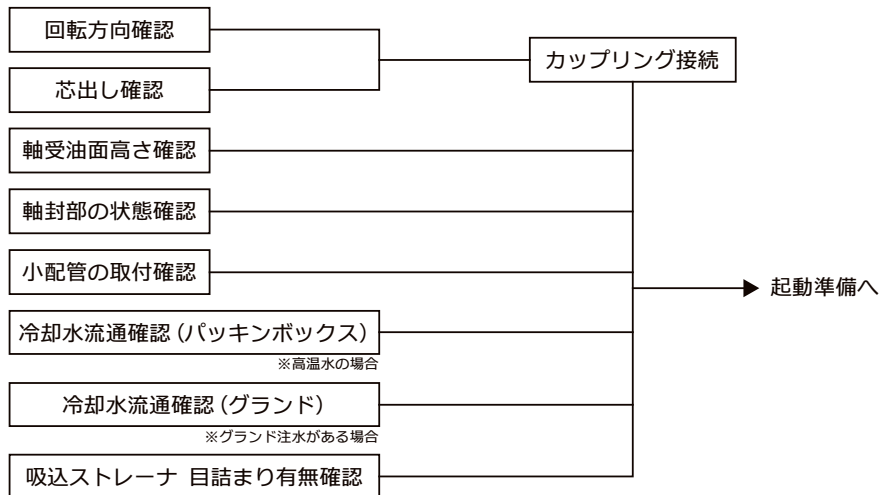 回転方向確認
カップリング接続
芯出し確認
軸受油面高さ確認
軸封部の状態確認
小配管の取付確認
起動準備へ
冷却水流通確認（パッキンボックス）
※高温水の場合
冷却水流通確認（グランド）
※グランド注水がある場合
吸込ストレーナ 目詰まり有無確認